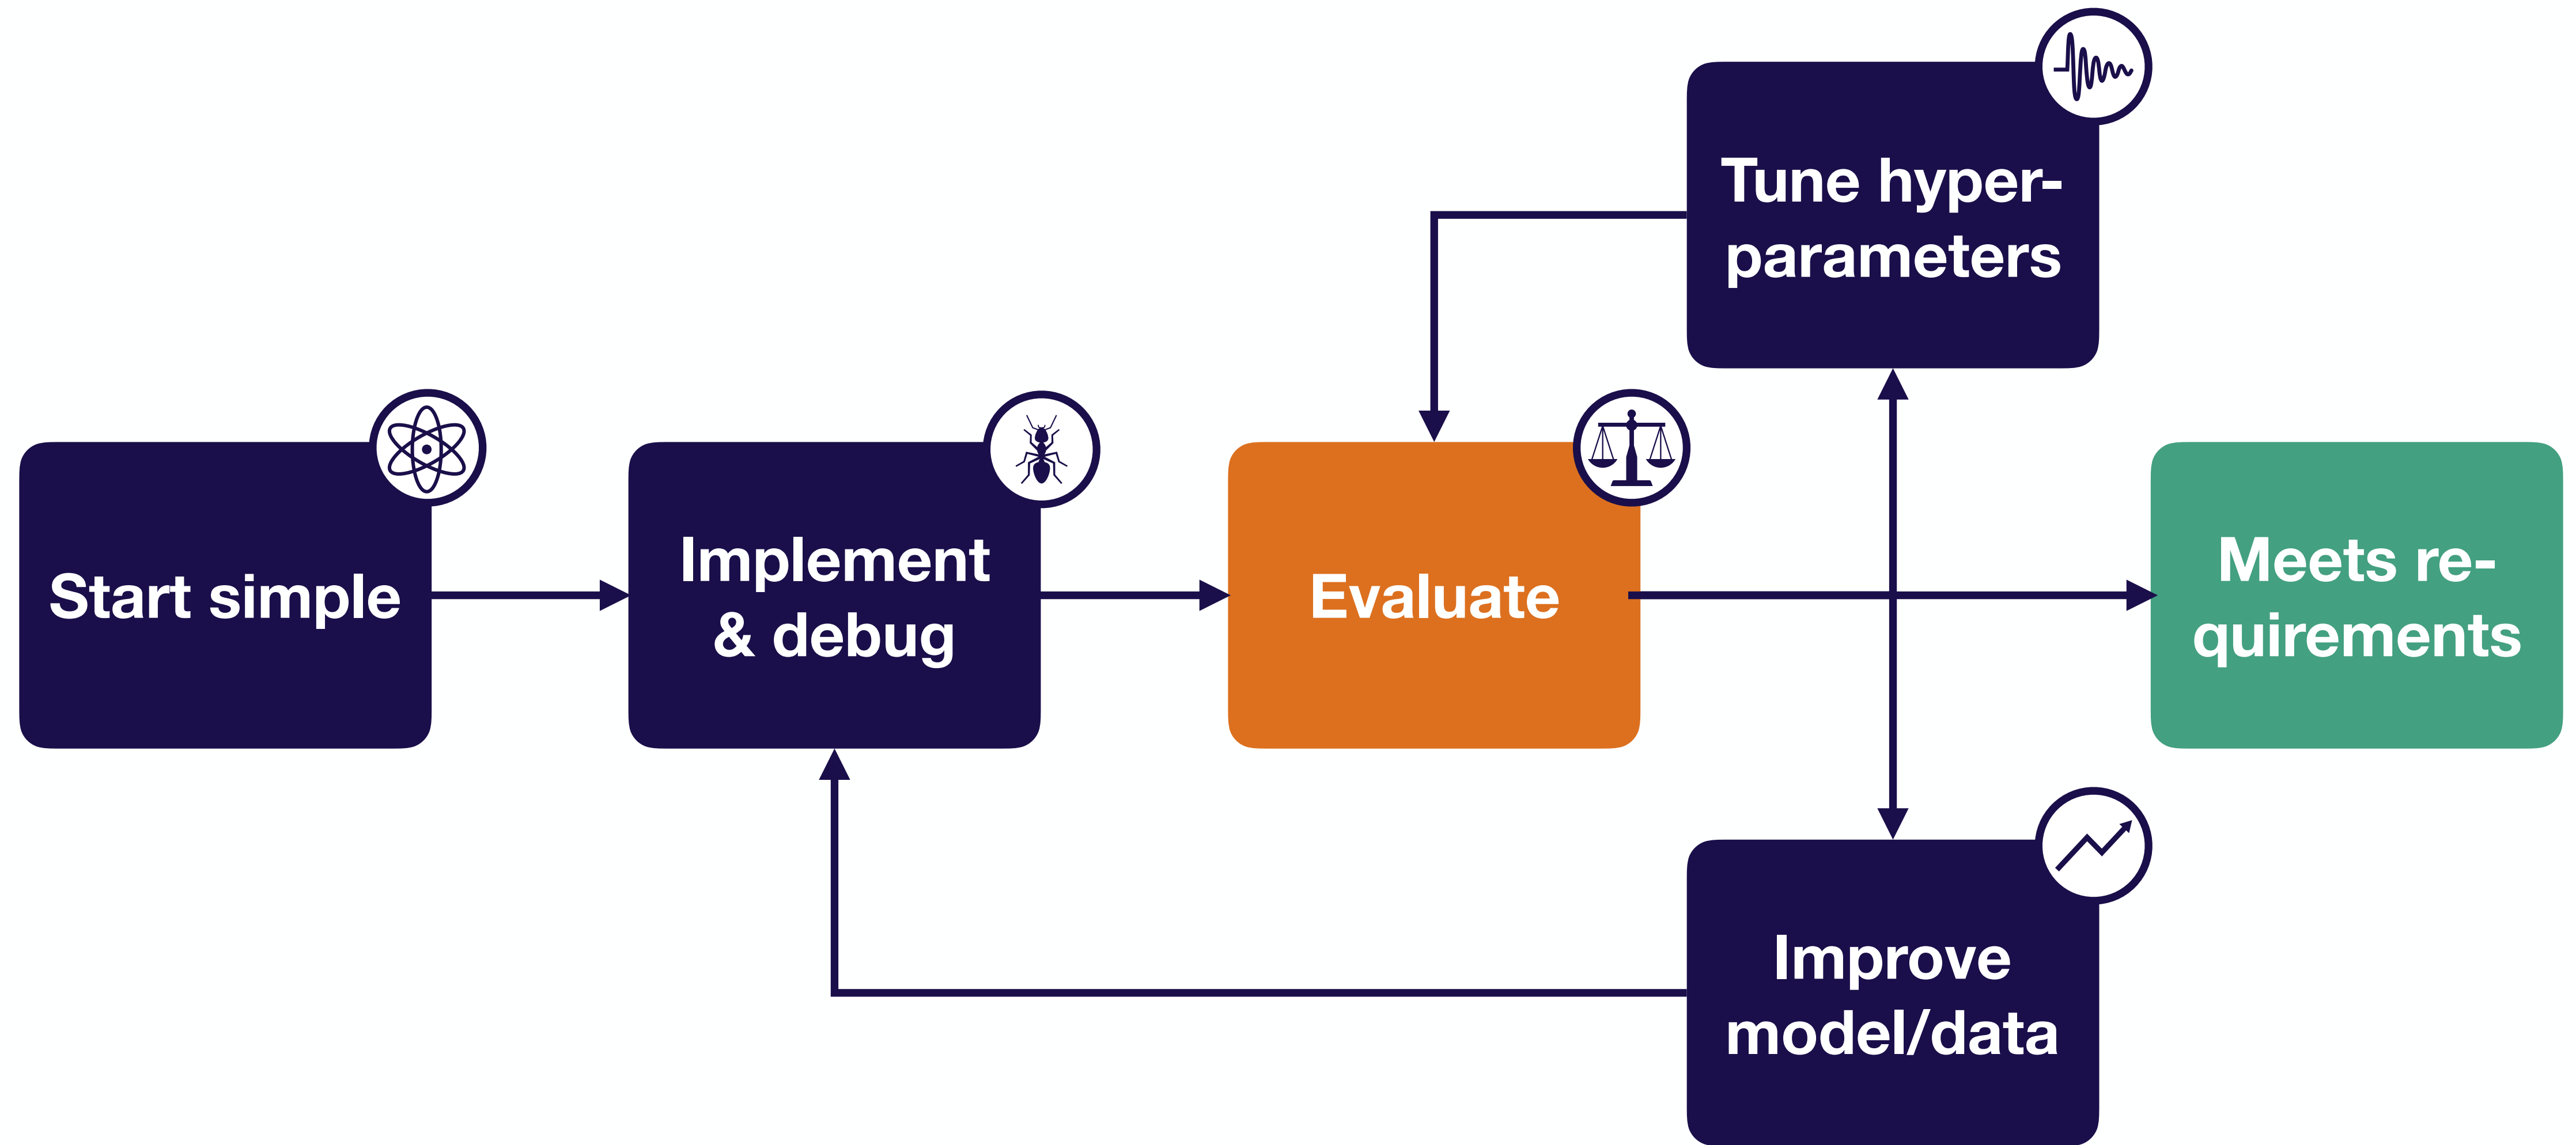 Start simple
Implement
& debug
Evaluate
Tune hyper-
parameters
Meets re-
quirements
Improve
model/data